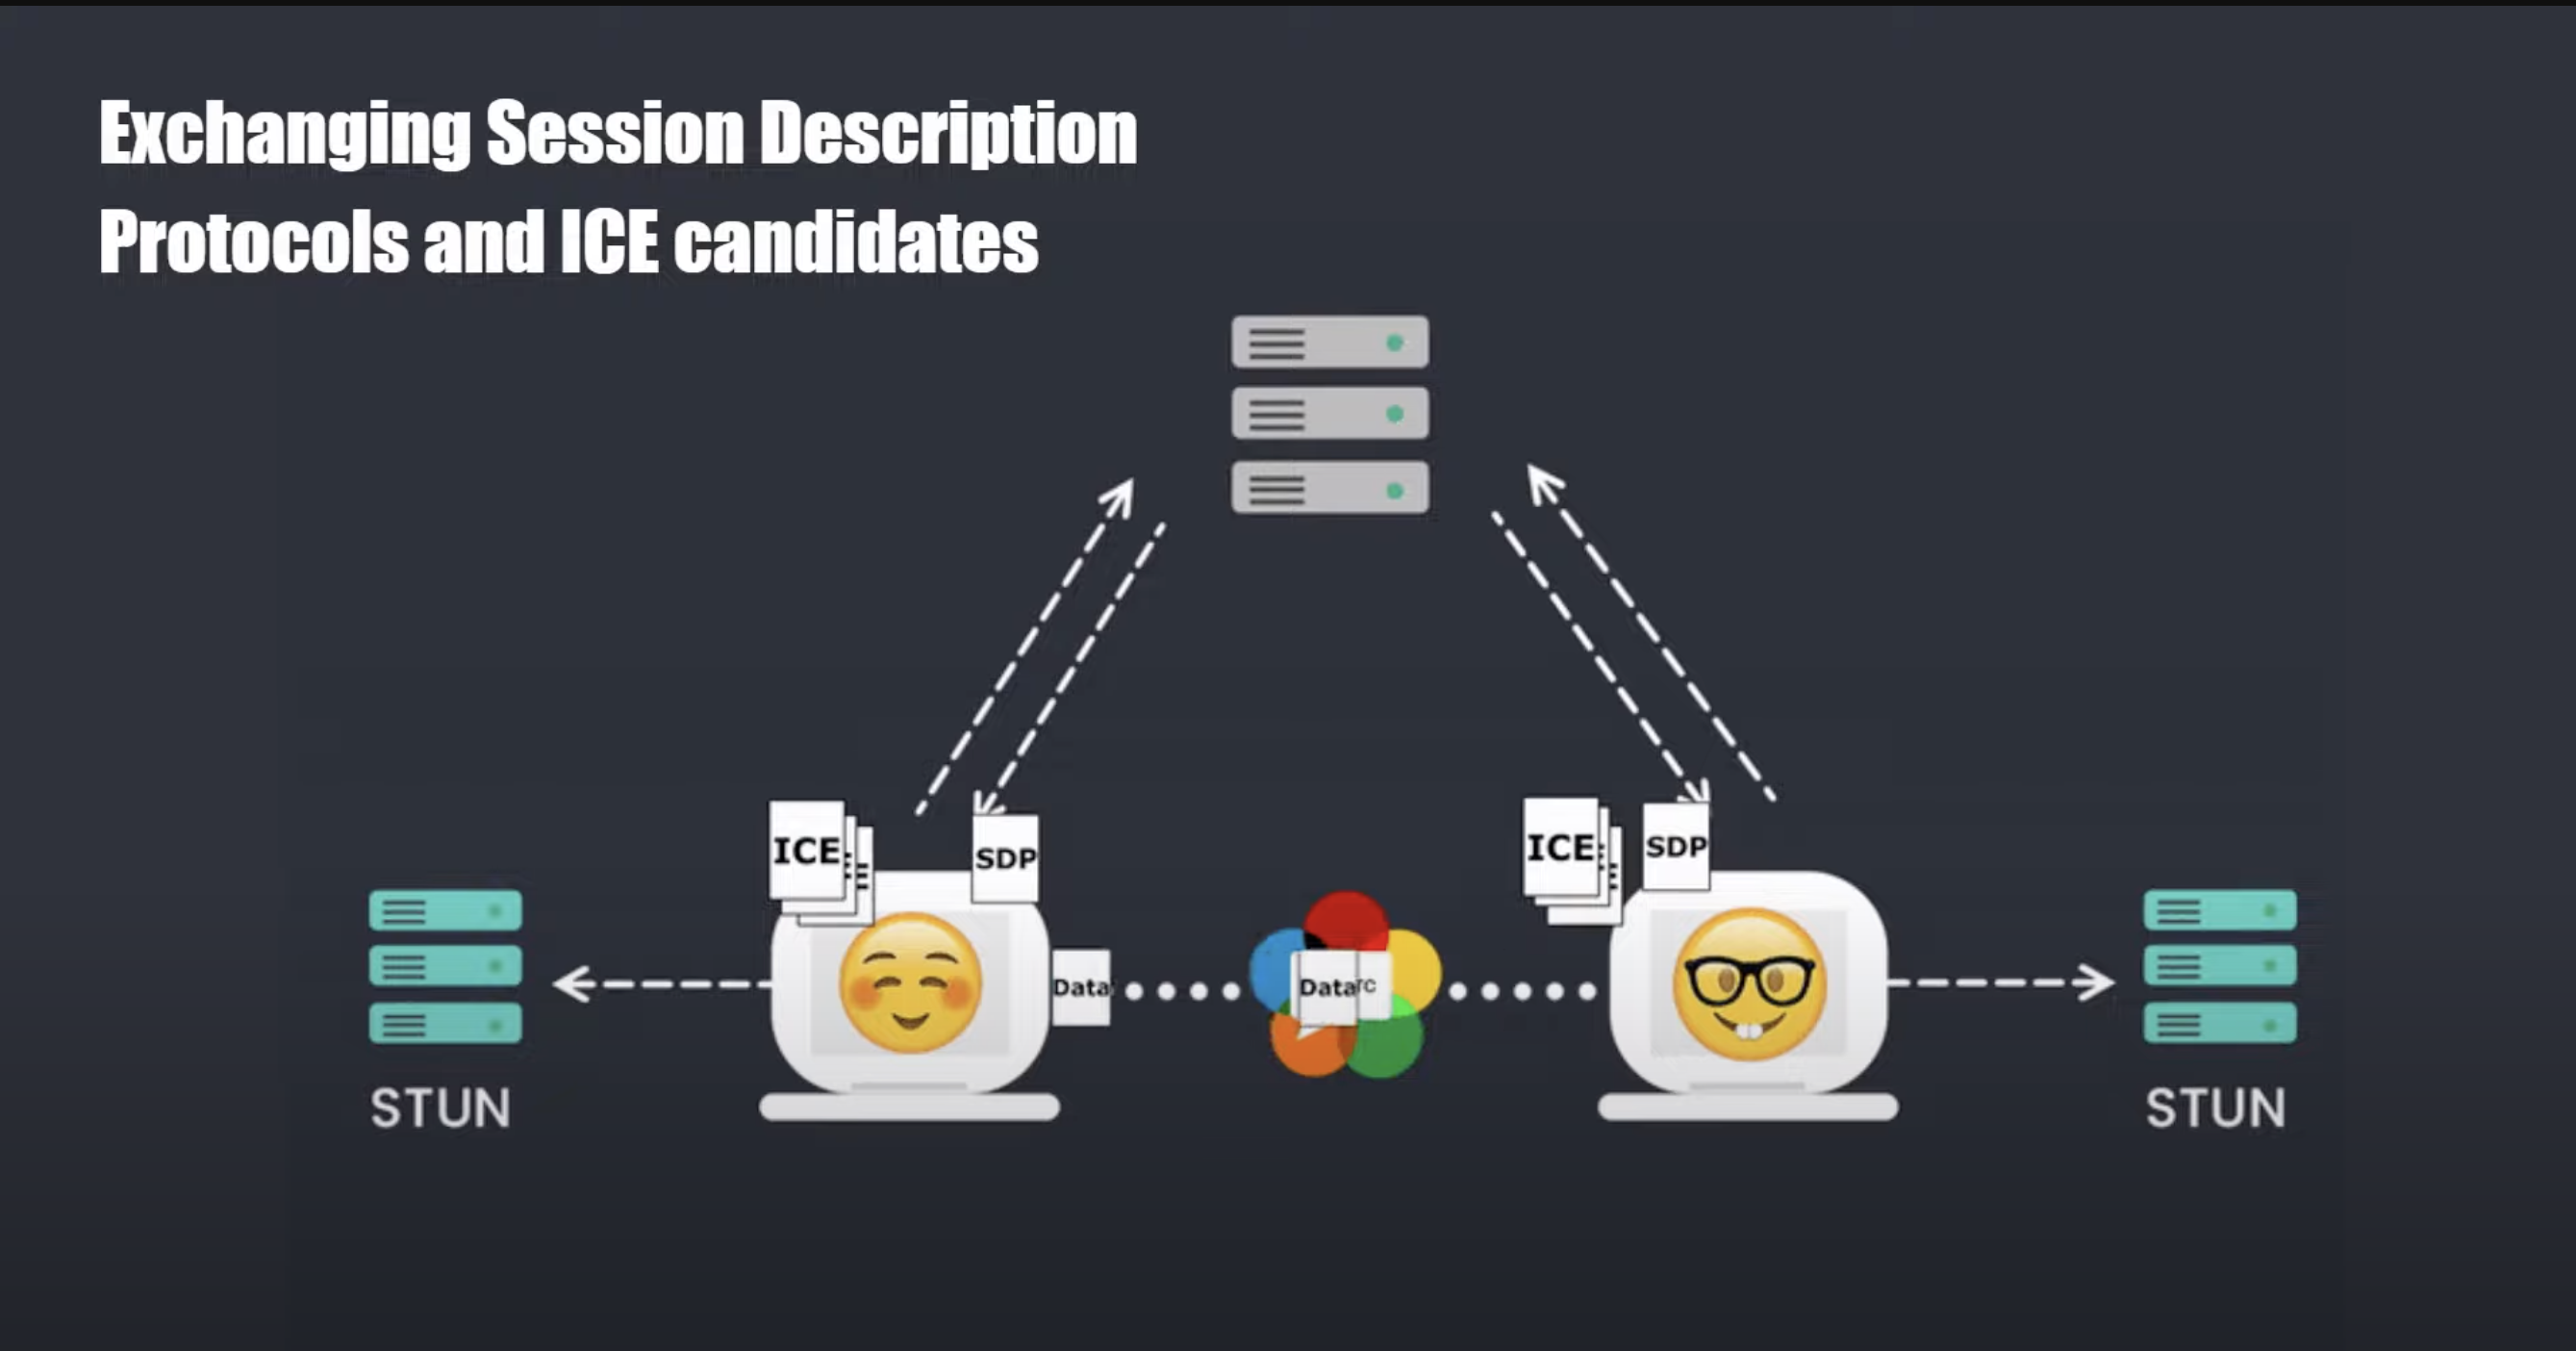 Exchanging Session Description
Protocols and ICE candidates
ICE
SDP
ICE
SDP
Data
Data
STUN
STUN